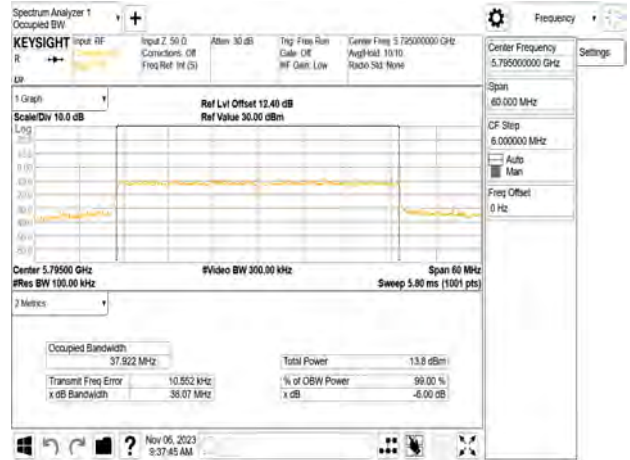 Spectrum Analyzer 1
Occupied BW
Frequency
KEYSIGHT
Input: RF
Input Z: 50 Ω
Atten: 30 dB
Trig: Free Run
Center Freq: 5.795000000 GHz
R
Corrections: Off
Gate: Off
Avg|Hold: 10/10
Freq Ref: Int (S)
#IF Gain: Low
Radio Std: None
Center Frequency
5.795000000 GHz
Settings
Span
60.000 MHz
CF Step
6.000000 MHz
Auto
Man
Freq Offset
0 Hz
1 Graph
Scale/Div 10.0 dB
Ref Lvl Offset 12.40 dB
Ref Value 30.00 dBm
Log
Center 5.79500 GHz
#Video BW 300.00 kHz
Span 60 MHz
#Res BW 100.00 kHz
Sweep 5.80 ms (1001 pts)
2 Metrics
Occupied Bandwidth
37.922 MHz
Total Power
13.8 dBm
Transmit Freq Error
10.552 kHz
% of OBW Power
99.00 %
x dB Bandwidth
38.07 MHz
x dB
-6.00 dB
?
Nov 06, 2023
9:37:45 AM